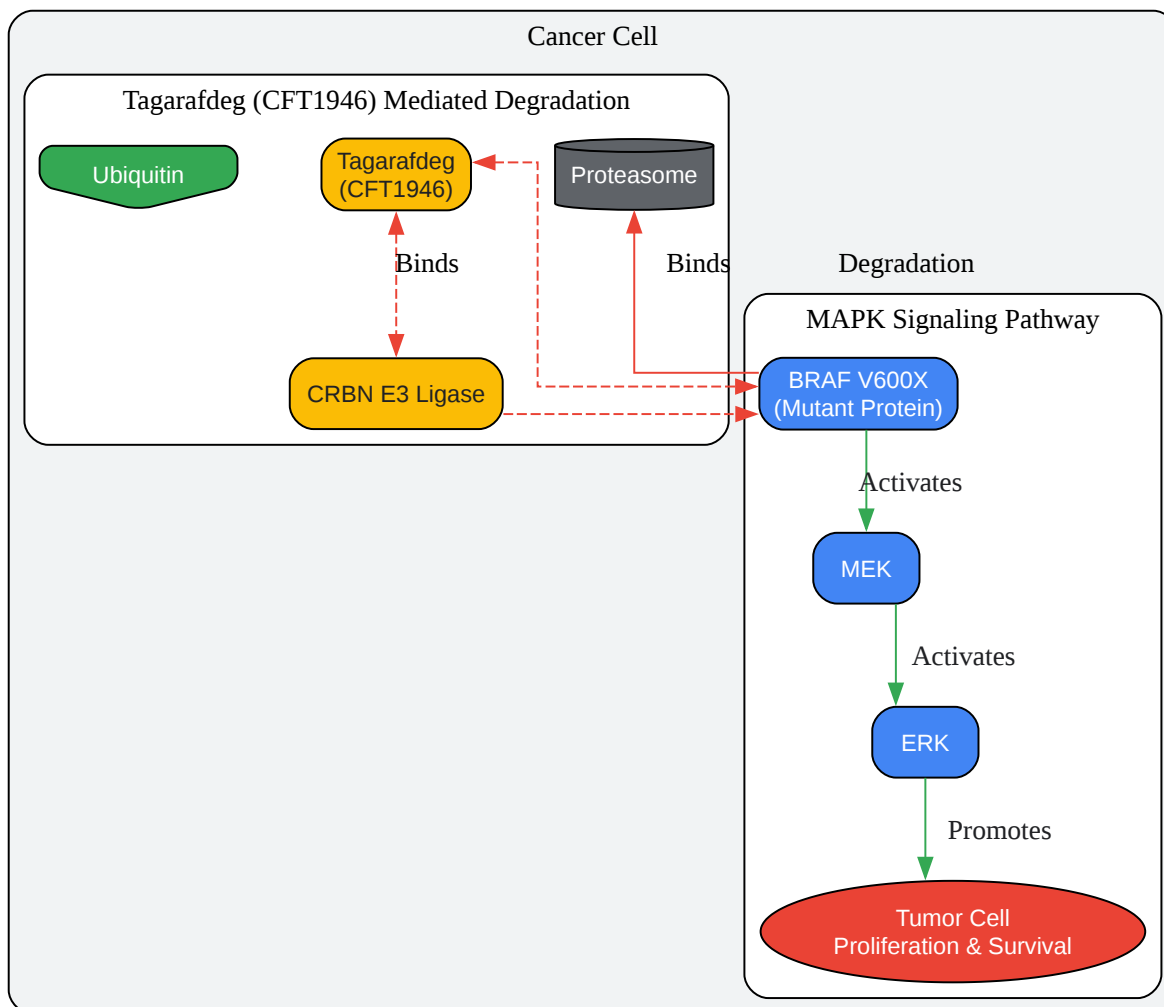 Cancer Cell
Tagarafdeg (CFT1946) Mediated Degradation
Ubiquitin
Tagarafdeg
(CFT1946)
Proteasome
Binds
Binds
Degradation
MAPK Signaling Pathway
CRBN E3 Ligase
BRAF V600X
(Mutant Protein)
Activates
MEK
Activates
ERK
Promotes
Tumor Cell
Proliferation & Survival